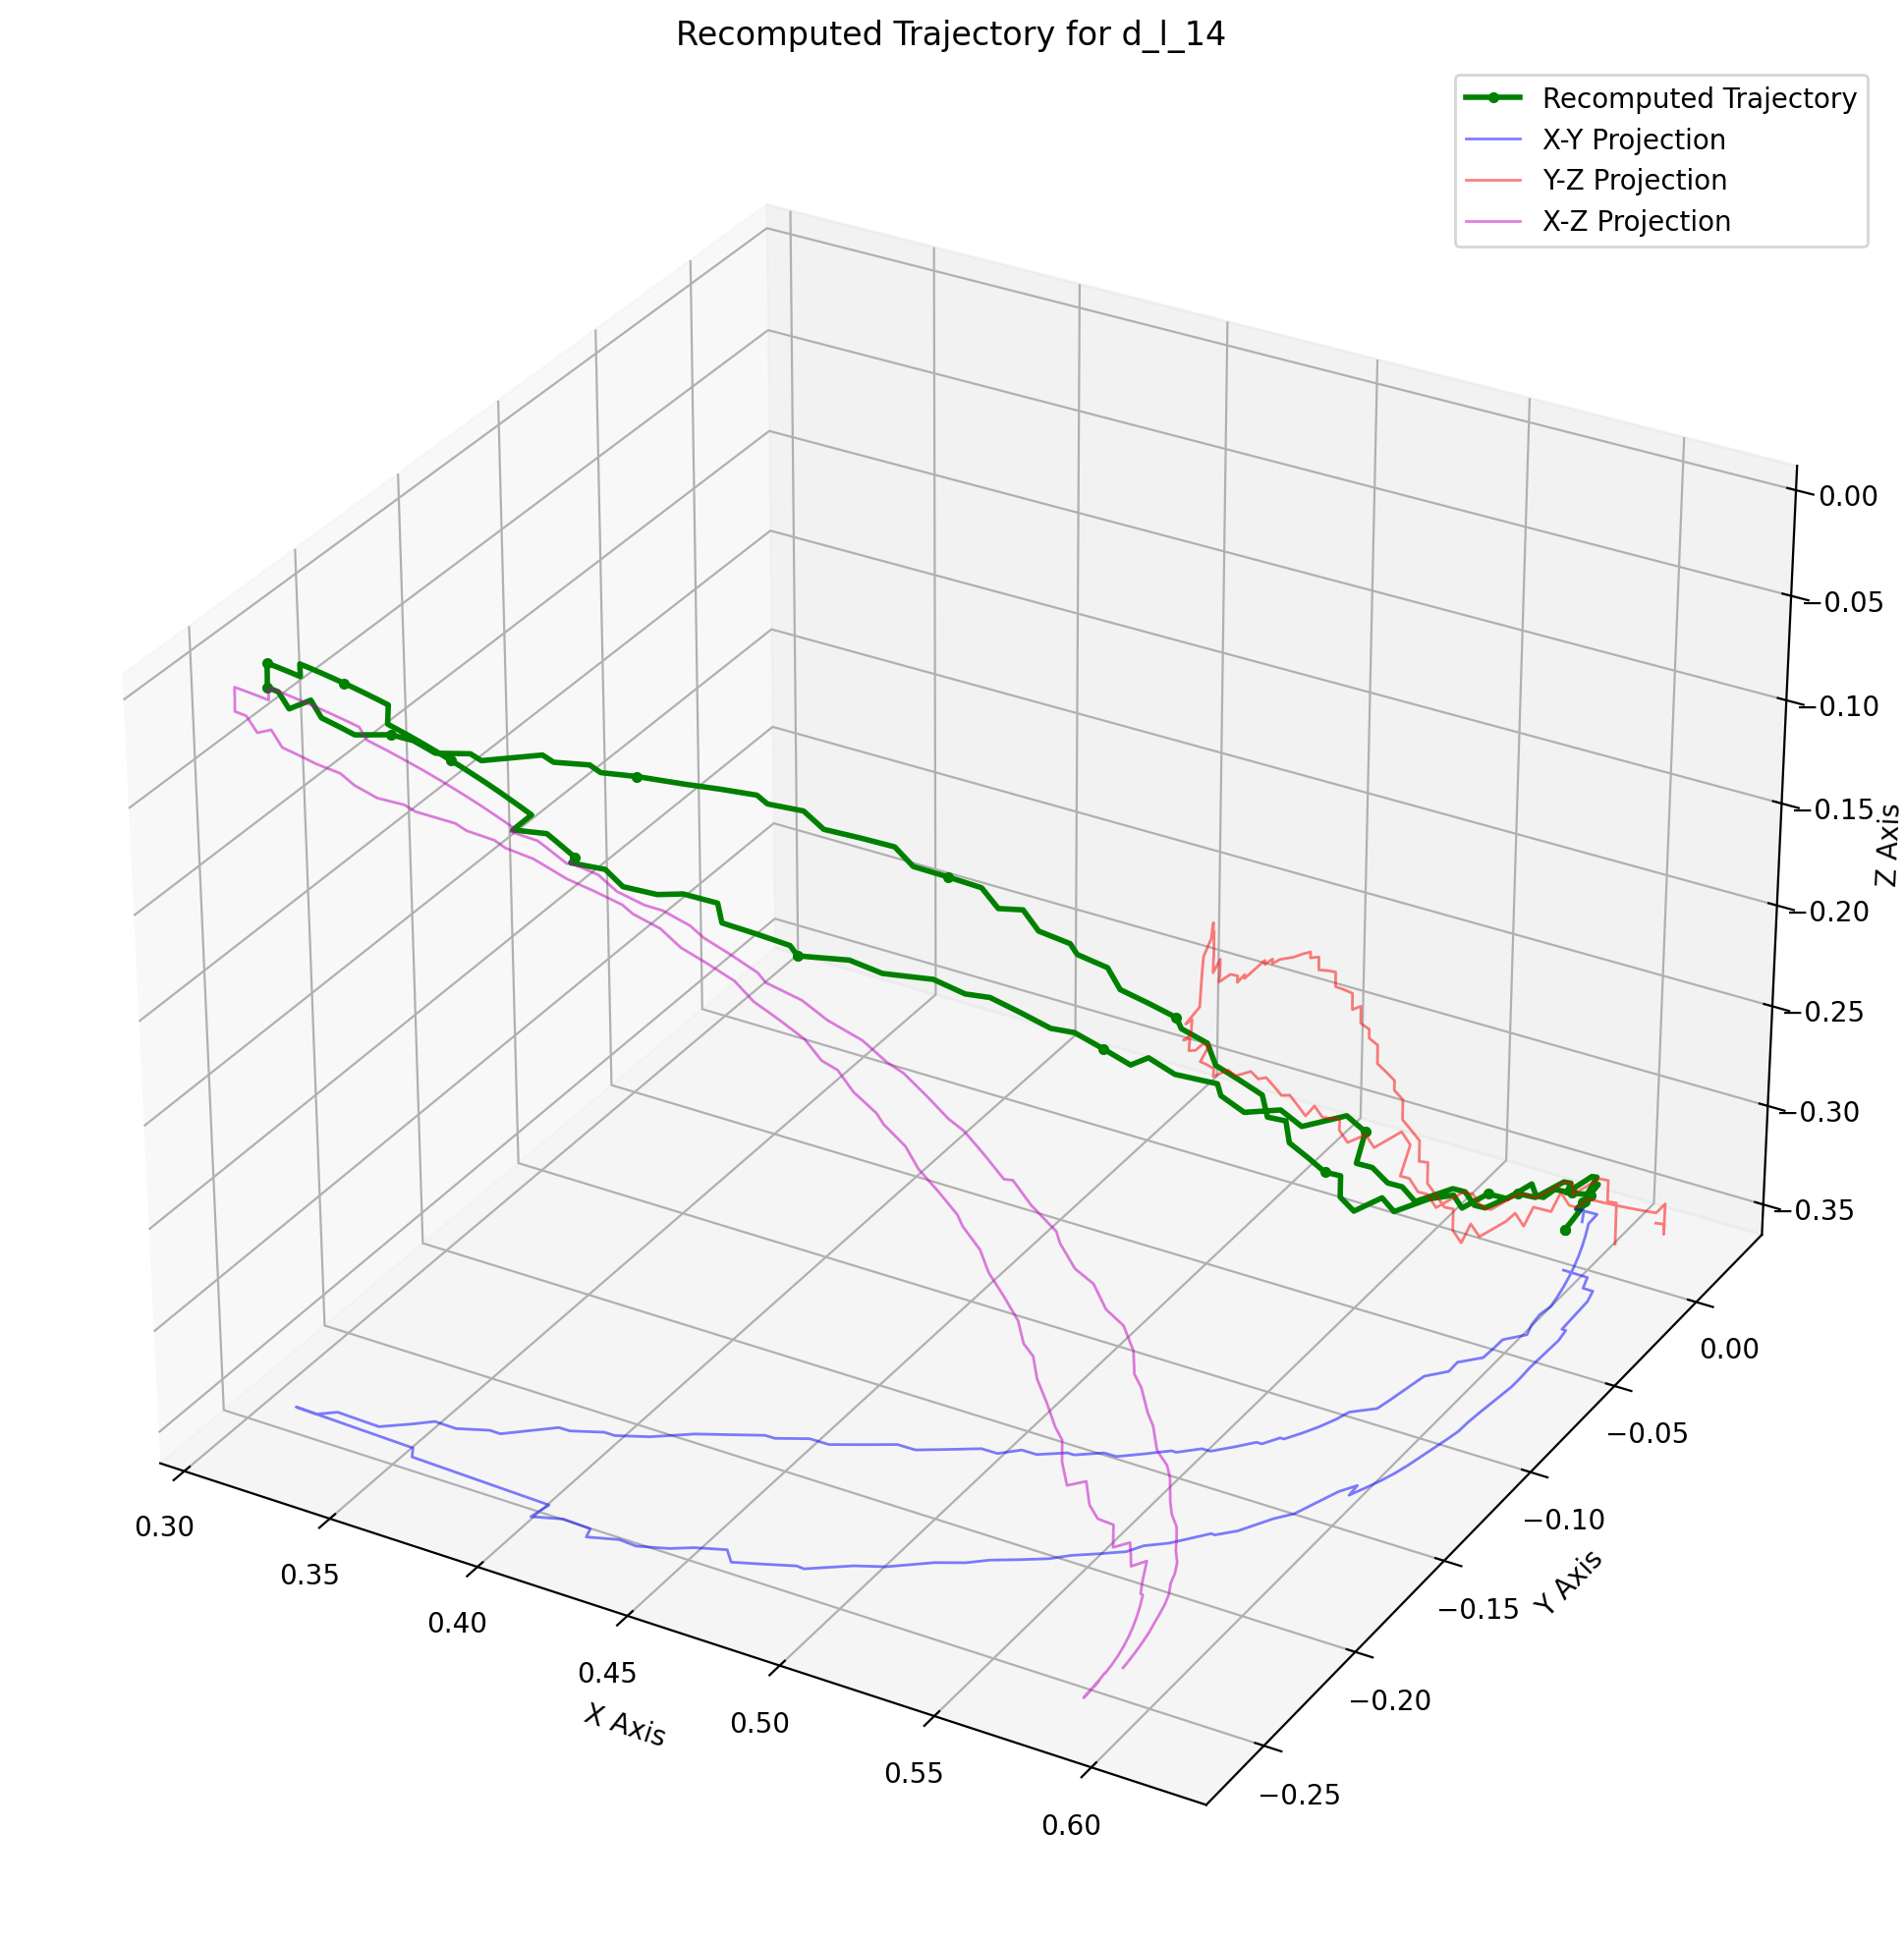 Recomputed Trajectory for d_l_14
Recomputed Trajectory
X-Y Projection
Y-Z Projection
X-Z Projection
0.00
−0.05
−0.10
−0.15
−0.20
−0.25
−0.30
−0.35
Z Axis
0.00
−0.05
−0.10
−0.15
−0.20
−0.25
Y Axis
0.30
0.35
0.40
0.45
0.50
0.55
0.60
X Axis